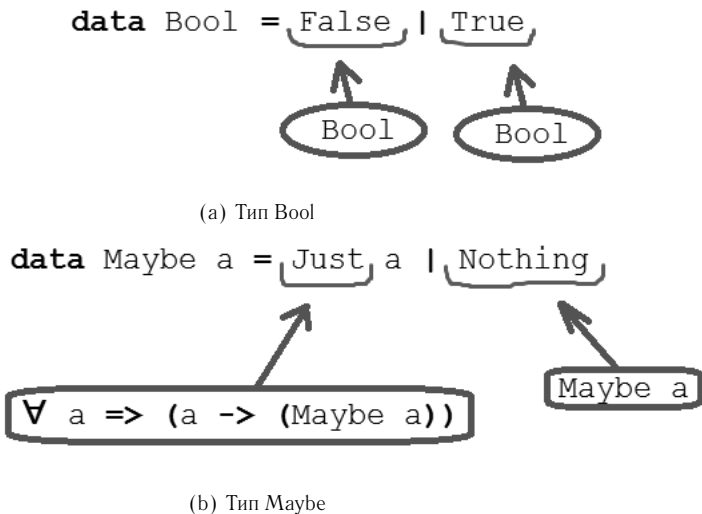 data Bool = False | True
Bool Bool
(a) Тип Bool
data Maybe a = Just a | Nothing
Maybe a
∀ a => (a -> (Maybe a))
(b) Тип Maybe